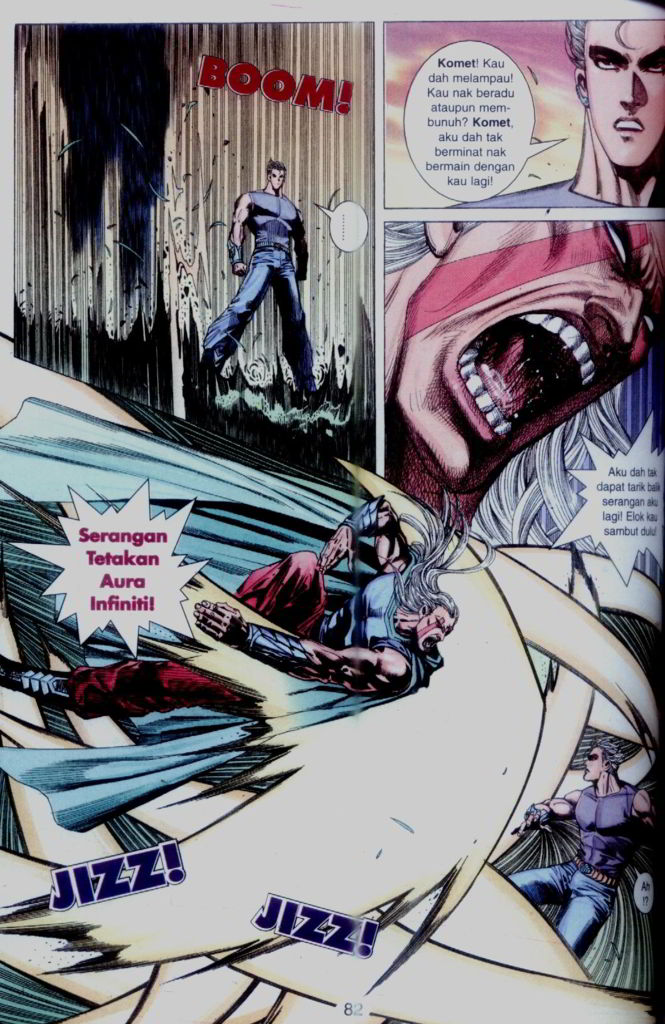 BOOM!
..........
Komet! Kau
dah melampau!
Kau nak beradu
ataupun mem-
bunuh? Komet,
aku dah tak
berminat nak
bermain dengan
kau lagi!
Aku dah tak
dapat tarik balik
serangan aku
lagi! Elok kau
sambut dulu!
Serangan
Tetakan
Aura
Infiniti!
Ah
!?
JIZZ!
JIZZ!
82